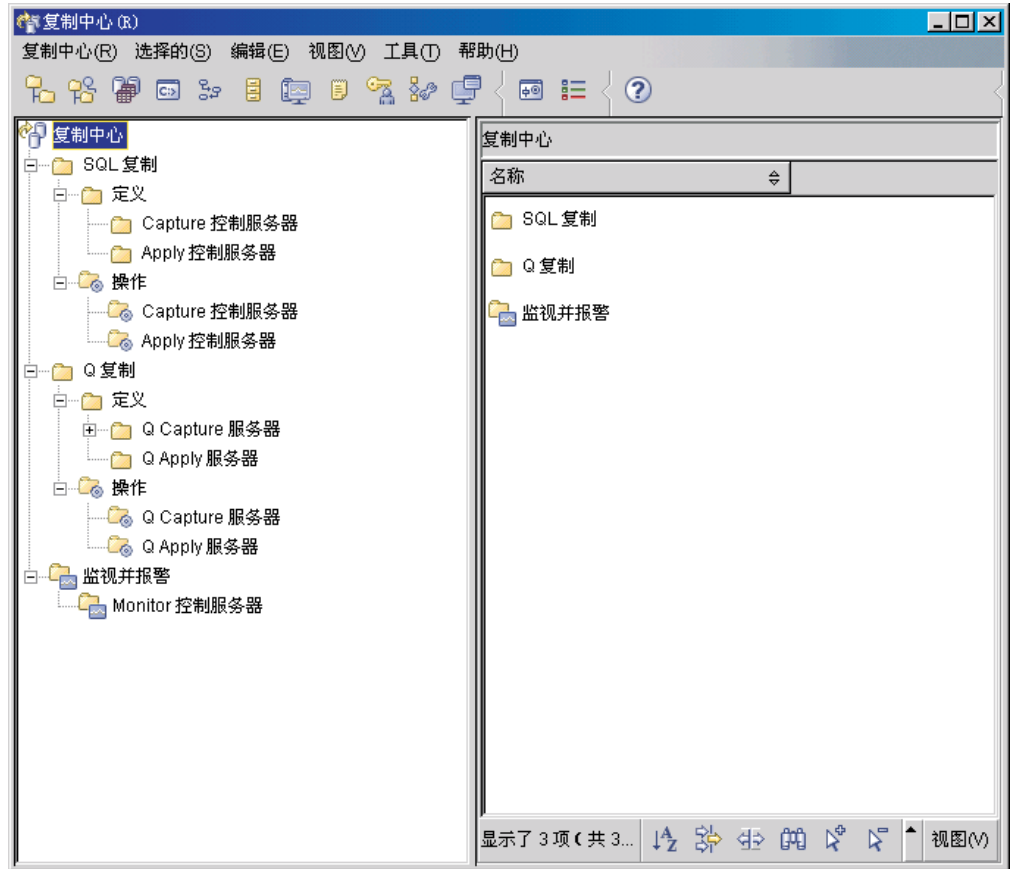 复制中心(R)
复制中心(R) 选择的(S) 编辑(E) 视图(V) 工具(T) 帮助(H)
复制中心
SQL 复制
定义
Capture 控制服务器
Apply 控制服务器
操作
Capture 控制服务器
Apply 控制服务器
Q 复制
定义
Q Capture 服务器
Q Apply 服务器
操作
Q Capture 服务器
Q Apply 服务器
监视并报警
Monitor 控制服务器
复制中心
名称
SQL 复制
Q 复制
监视并报警
显示了 3 项 ( 共 3... 视图(V)